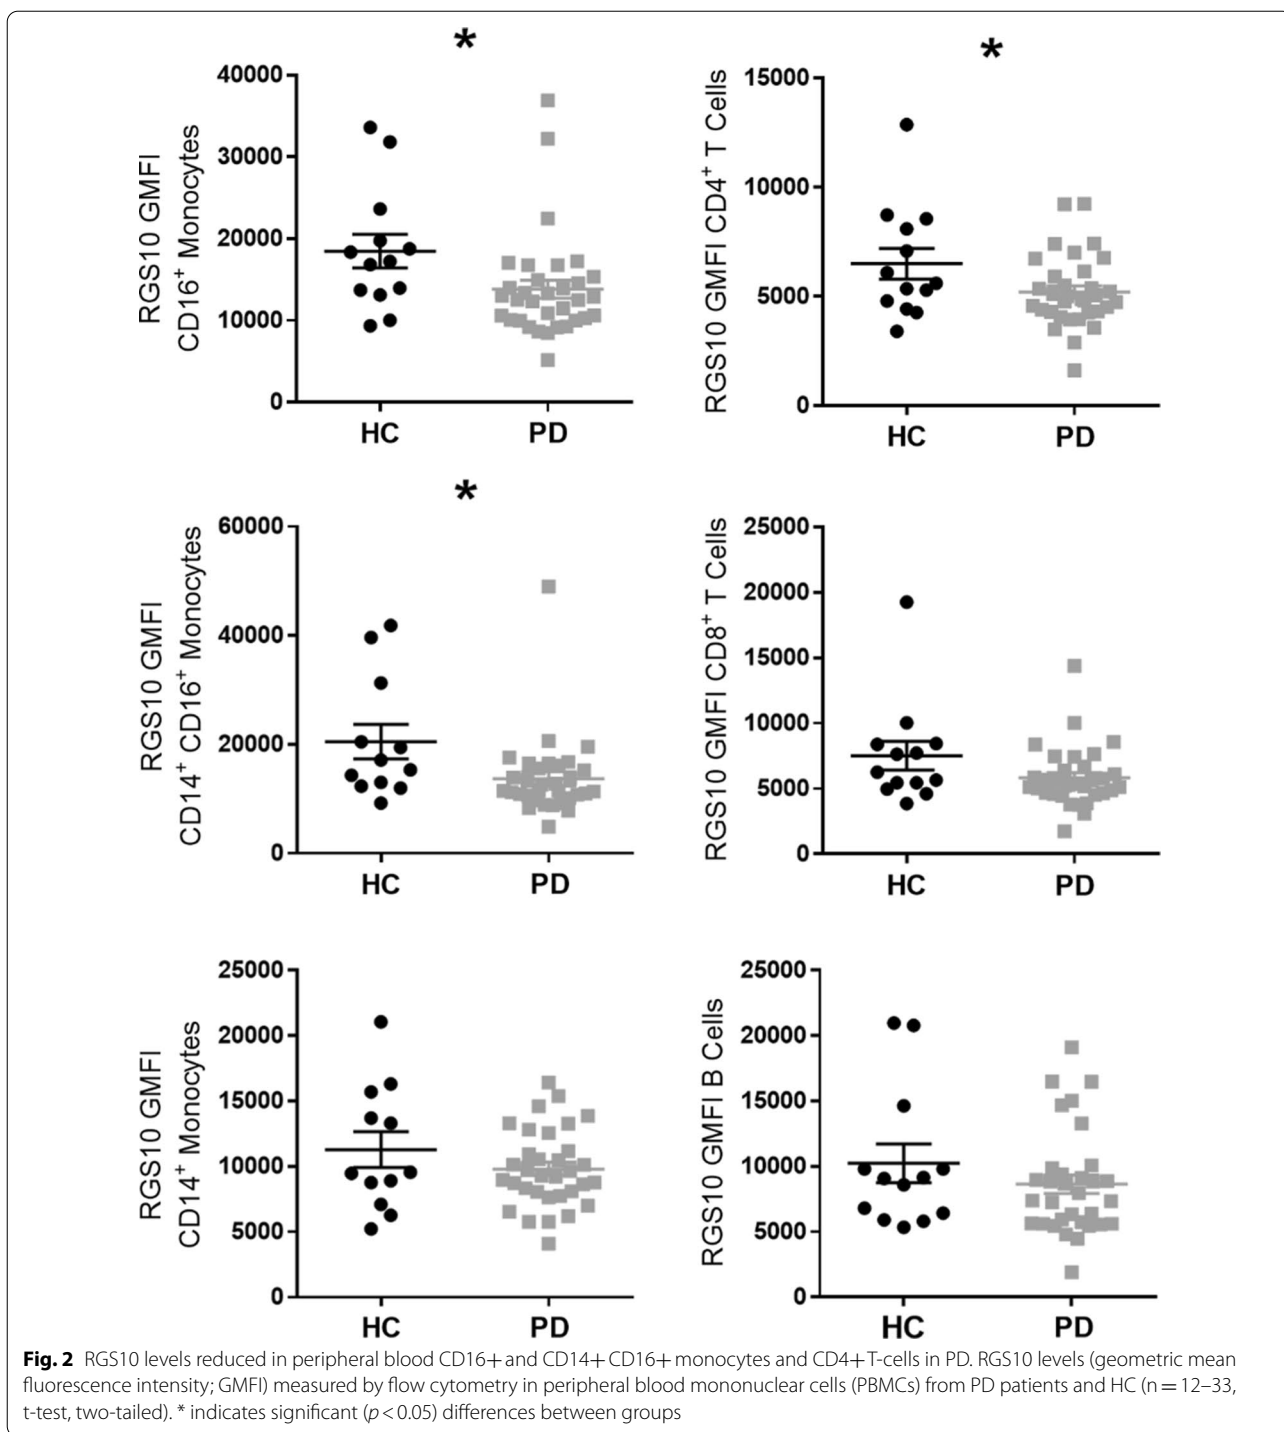 *
40000
30000
20000
10000
0
RGS10 GMFI
CD16+ Monocytes
HC PD
*
15000
10000
5000
0
RGS10 GMFI CD4+ T Cells
HC PD
*
60000
40000
20000
0
RGS10 GMFI
CD14+ CD16+ Monocytes
HC PD
25000
20000
15000
10000
5000
0
RGS10 GMFI CD8+ T Cells
HC PD
25000
20000
15000
10000
5000
0
RGS10 GMFI
CD14+ Monocytes
HC PD
25000
20000
15000
10000
5000
0
RGS10 GMFI B Cells
HC PD
Fig. 2 RGS10 levels reduced in peripheral blood CD16+ and CD14+ CD16+ monocytes and CD4+ T-cells in PD. RGS10 levels (geometric mean
fluorescence intensity; GMFI) measured by flow cytometry in peripheral blood mononuclear cells (PBMCs) from PD patients and HC (n = 12–33,
t-test, two-tailed). * indicates significant (p < 0.05) differences between groups